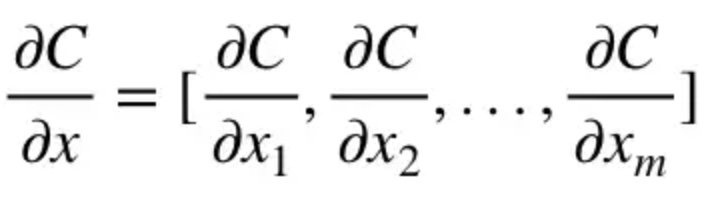 ∂C/∂x = [∂C/∂x₁, ∂C/∂x₂, ..., ∂C/∂xₘ]